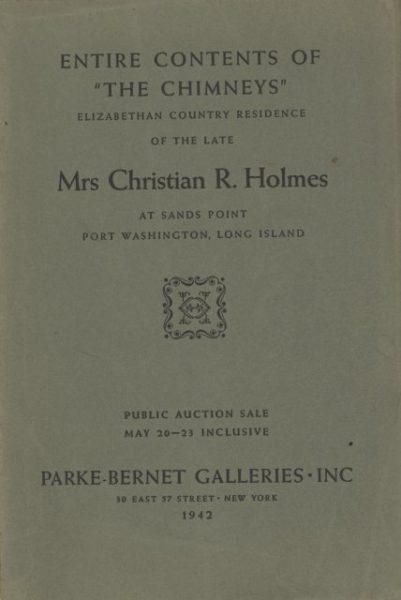 ENTIRE CONTENTS OF
"THE CHIMNEYS"
ELIZABETHAN COUNTRY RESIDENCE
OF THE LATE
Mrs Christian R. Holmes
AT SANDS POINT
PORT WASHINGTON, LONG ISLAND
PUBLIC AUCTION SALE
MAY 20—23 INCLUSIVE
PARKE-BERNET GALLERIES · INC
30 EAST 57 STREET · NEW YORK
1942